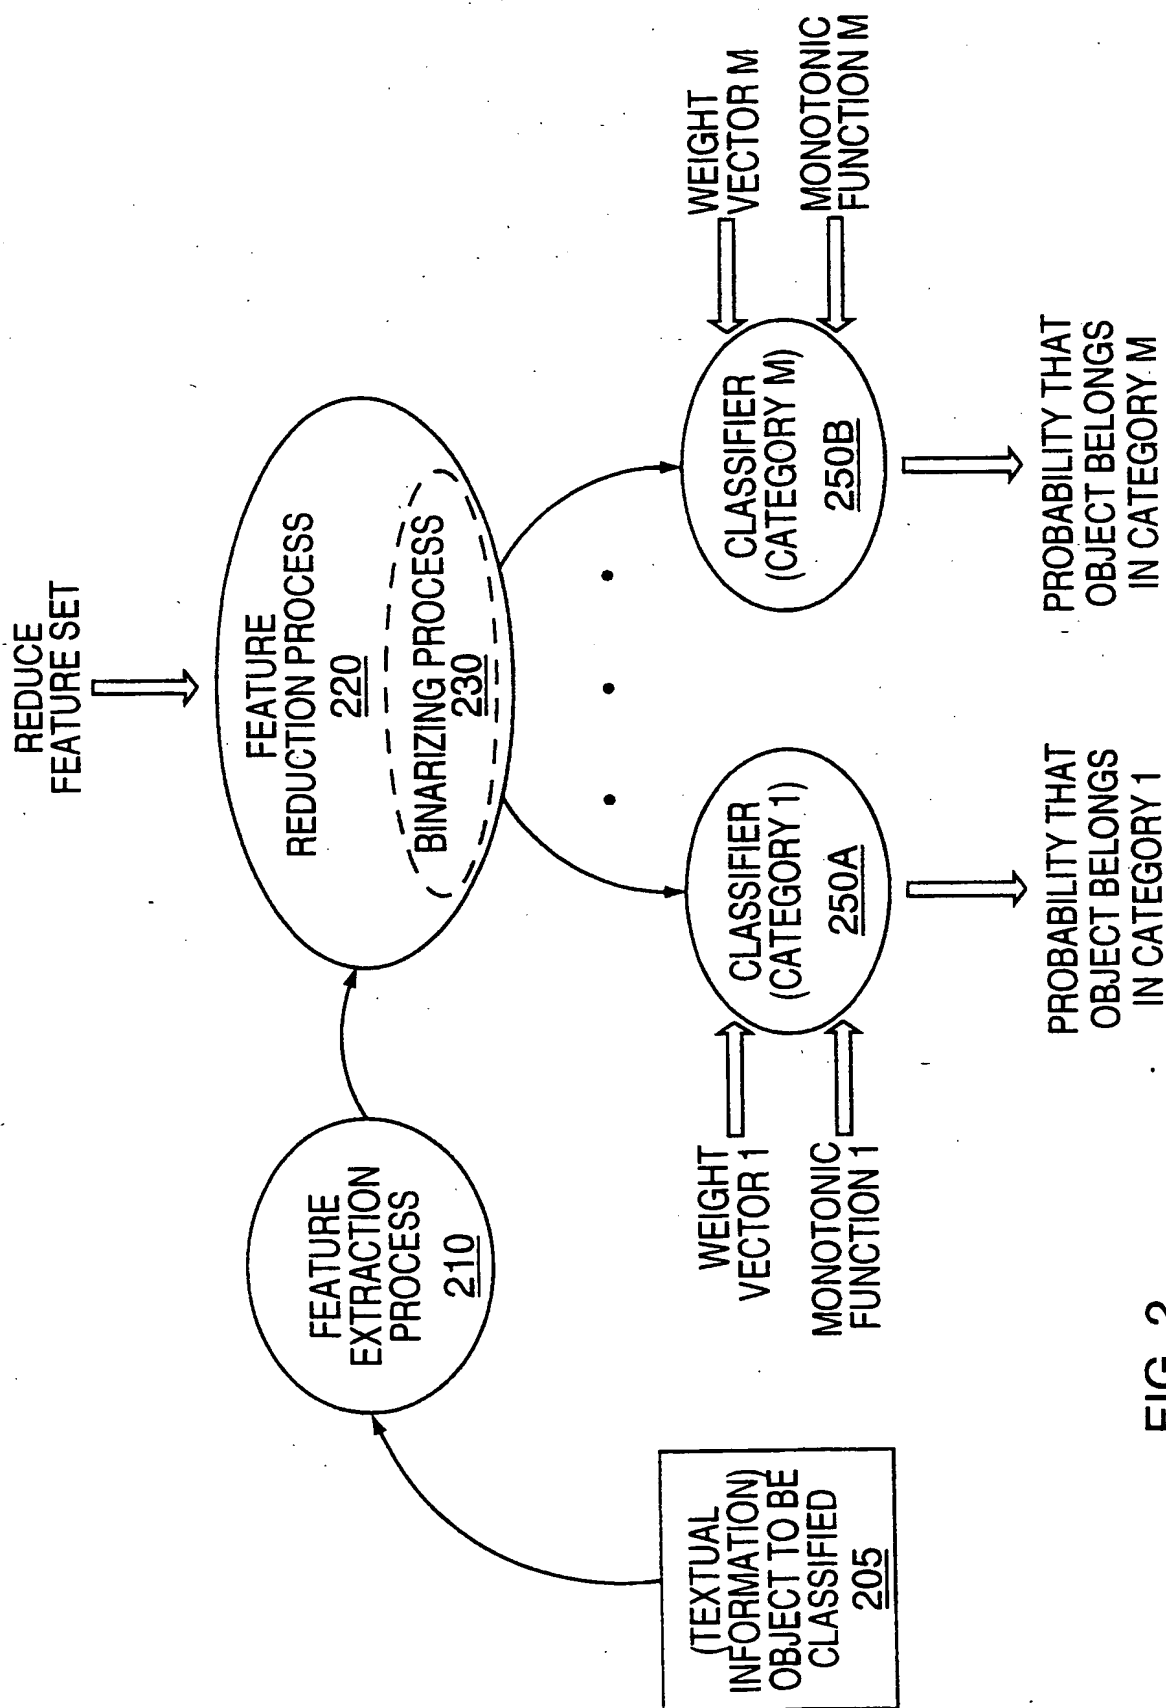 (TEXTUAL
INFORMATION)
OBJECT TO BE
CLASSIFIED
205
FEATURE
EXTRACTION
PROCESS
210
REDUCE
FEATURE SET
FEATURE
REDUCTION PROCESS
220
BINARIZING PROCESS
230
WEIGHT
VECTOR 1
MONOTONIC
FUNCTION 1
CLASSIFIER
(CATEGORY 1)
250A
PROBABILITY THAT
OBJECT BELONGS
IN CATEGORY 1
CLASSIFIER
(CATEGORY M)
250B
WEIGHT
VECTOR M
MONOTONIC
FUNCTION M
PROBABILITY THAT
OBJECT BELONGS
IN CATEGORY M
FIG. 2